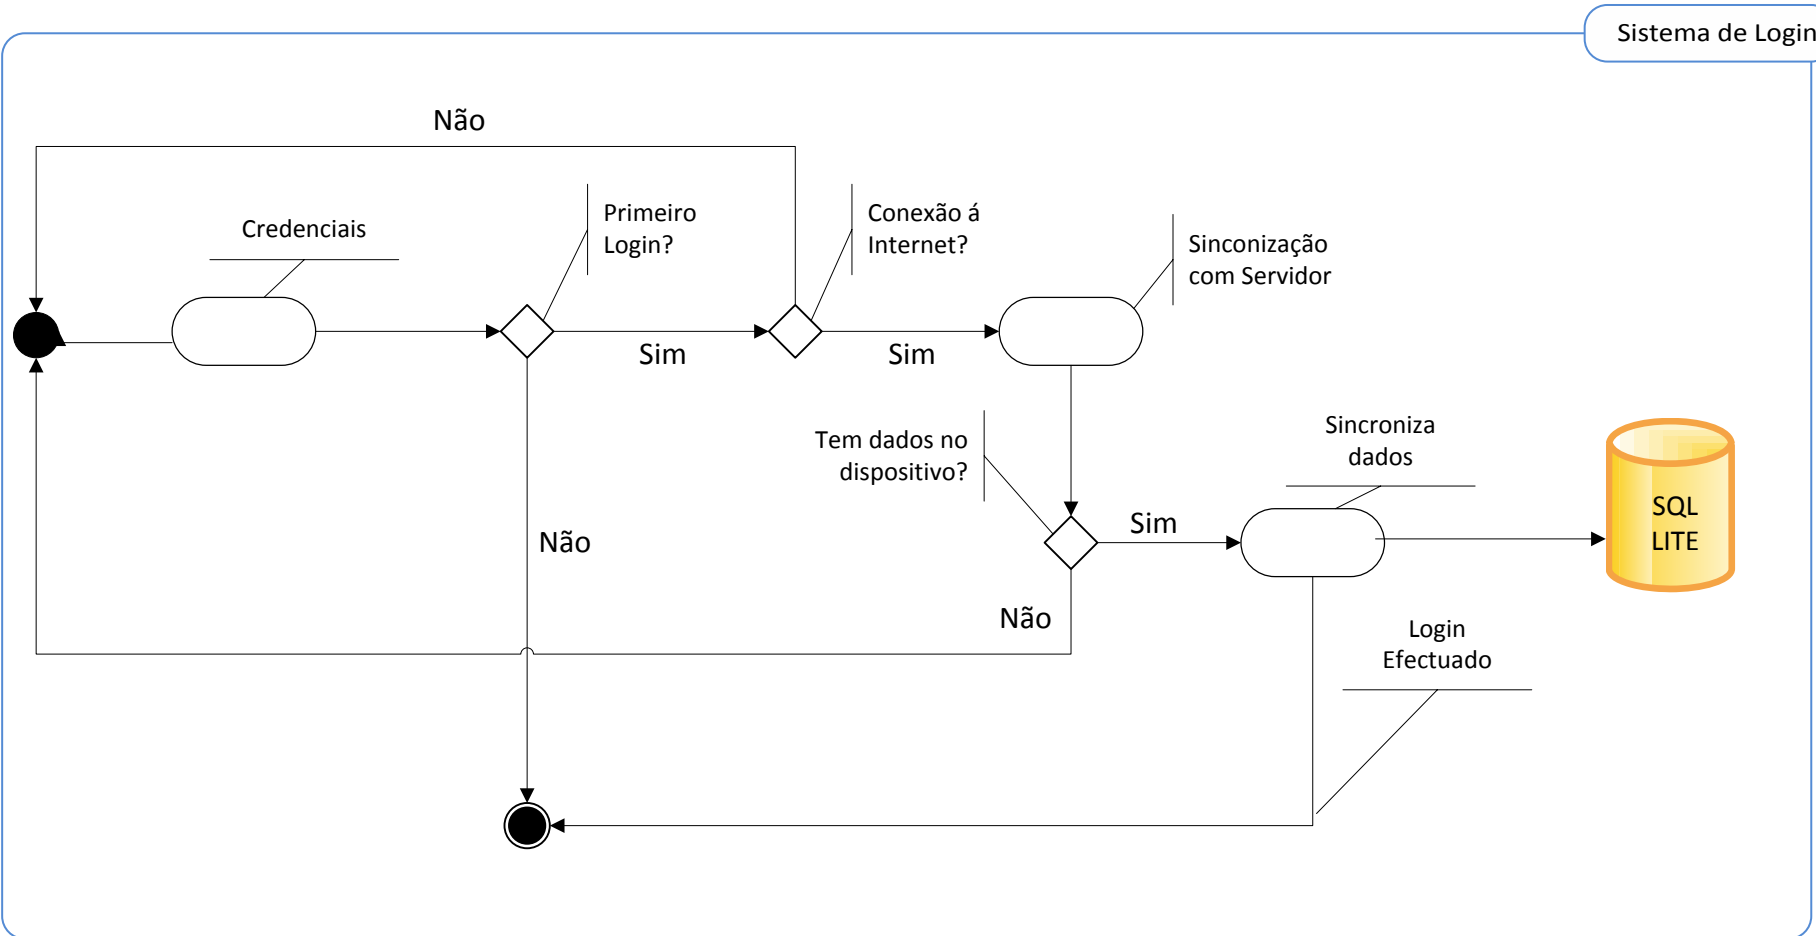 Sistema de Login
Não
Credenciais
Primeiro
Login?
Conexão á
Internet?
Sinconização
com Servidor
Sim
Sim
Tem dados no
dispositivo?
Sincroniza
dados
Sim
SQL
LITE
Não
Não
Login
Efectuado